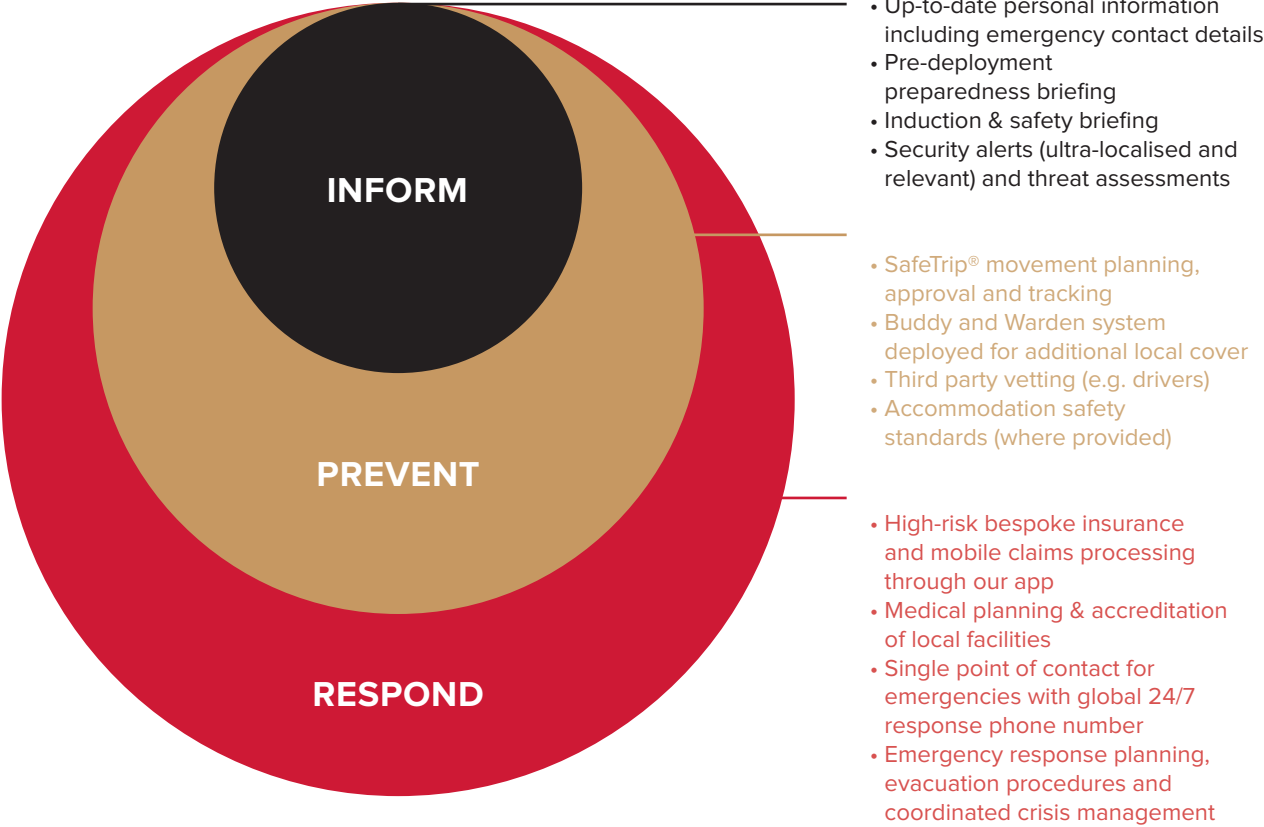 INFORM
PREVENT
RESPOND
• Up-to-date personal information
including emergency contact details
• Pre-deployment
preparedness briefing
• Induction & safety briefing
• Security alerts (ultra-localised and
relevant) and threat assessments
• SafeTrip® movement planning,
approval and tracking
• Buddy and Warden system
deployed for additional local cover
• Third party vetting (e.g. drivers)
• Accommodation safety
standards (where provided)
• High-risk bespoke insurance
and mobile claims processing
through our app
• Medical planning & accreditation
of local facilities
• Single point of contact for
emergencies with global 24/7
response phone number
• Emergency response planning,
evacuation procedures and
coordinated crisis management